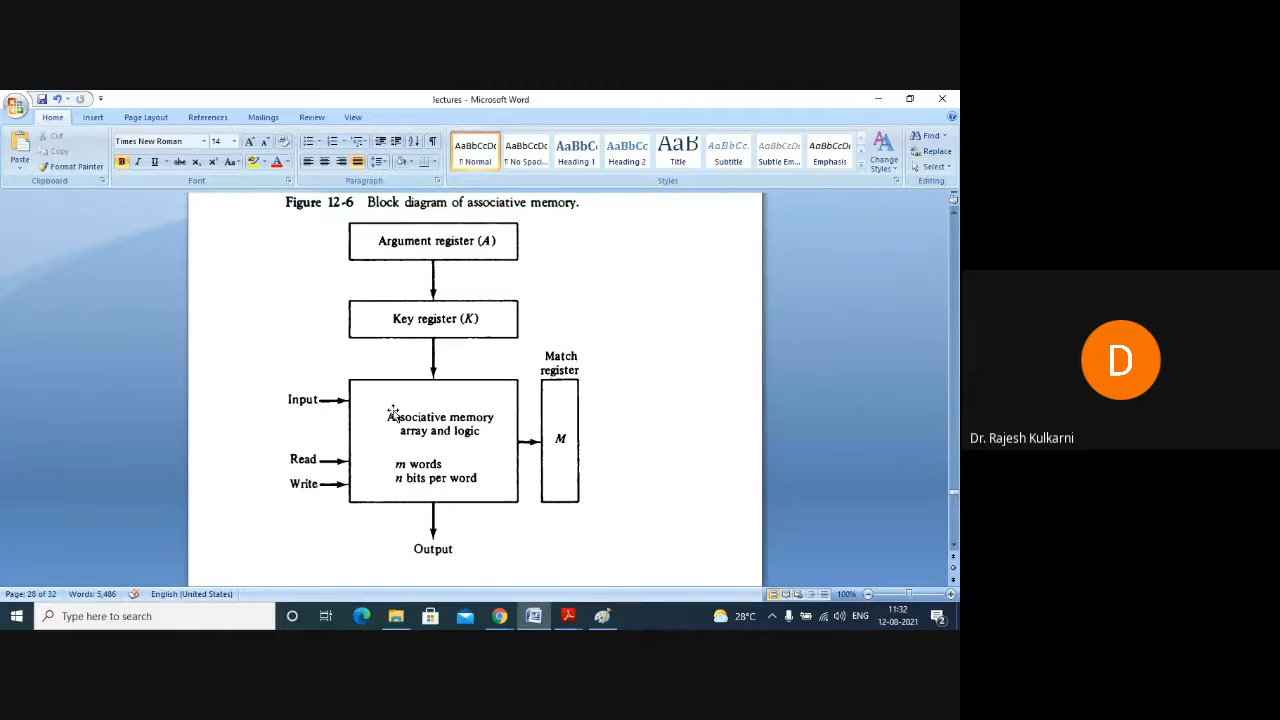 lectures - Microsoft Word
Home Insert Page Layout References Mailings Review View
Paste
Cut
Copy
Format Painter
Clipboard
Times New Roman 14
Font
Paragraph
AaBbCcDc AaBbCcDc AaBbCc AaBbCc AaB AaBbCc. AaBbCcDc AaBbCcDc
¶ Normal ¶ No Spaci... Heading 1 Heading 2 Title Subtitle Subtle Em... Emphasis
Change
Styles
Styles
Find
Replace
Select
Editing
Figure 12-6 Block diagram of associative memory.
Argument register (A)
Key register (K)
Match
register
Input
Associative memory
array and logic
M
Read
m words
n bits per word
Write
Output
Page: 28 of 32 Words: 5,486 English (United States) 100%
Type here to search
28°C ENG
11:32
12-08-2021
2
D
Dr. Rajesh Kulkarni